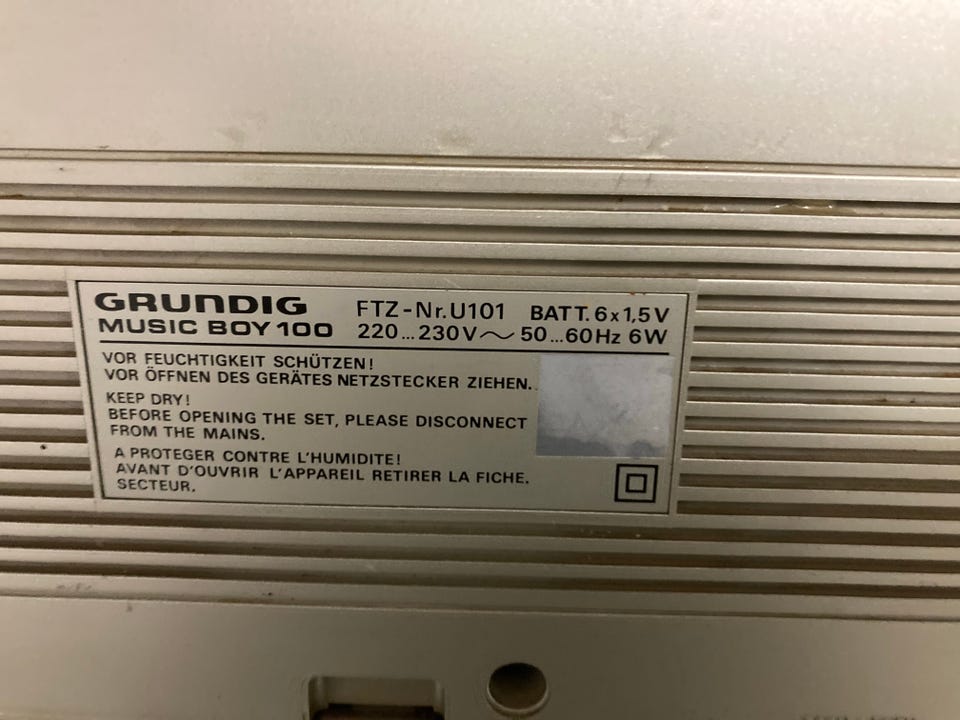 GRUNDIG FTZ-Nr.U101 BATT. 6x1,5V
MUSIC BOY 100 220...230V~ 50...60Hz 6W
VOR FEUCHTIGKEIT SCHÜTZEN!
VOR ÖFFNEN DES GERÄTES NETZSTECKER ZIEHEN.
KEEP DRY!
BEFORE OPENING THE SET, PLEASE DISCONNECT
FROM THE MAINS.
A PROTEGER CONTRE L'HUMIDITE!
AVANT D'OUVRIR L'APPAREIL RETIRER LA FICHE.
SECTEUR.